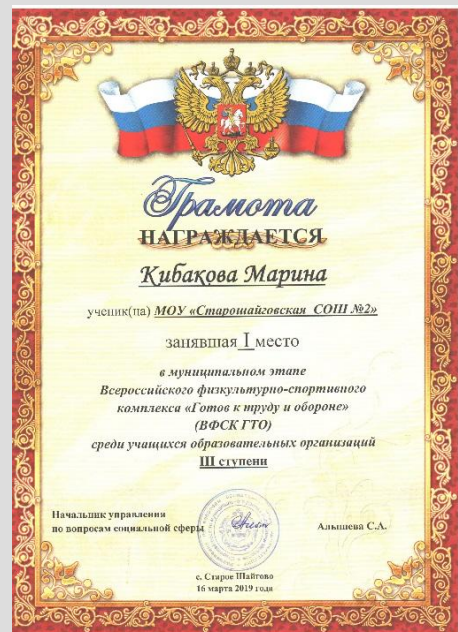 Грамота
НАГРАЖДАЕТСЯ
Кибакова Марина
ученик(ца) МОУ «Старошайговская СОШ №2»
занявшая I место
в муниципальном этапе
Всероссийского физкультурно-спортивного
комплекса «Готов к труду и обороне»
(ВФСК ГТО)
среди учащихся образовательных организаций
III ступени
Начальник управления
по вопросам социальной сферы
Алышева С.А.
с. Старое Шайгово
16 марта 2019 года